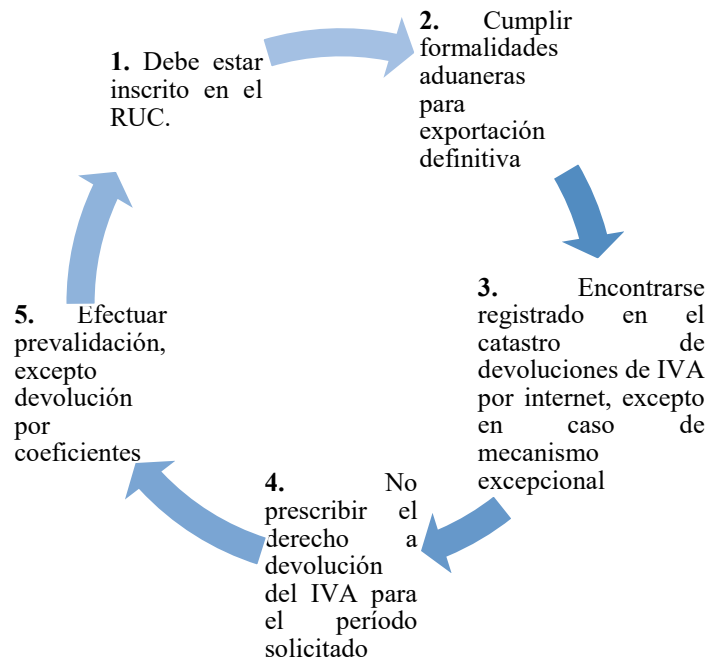 1. Debe estar
inscrito en el
RUC.
2. Cumplir
formalidades
aduaneras
para
exportación
definitiva
3. Encontrarse
registrado en el
catastro de
devoluciones de IVA
por internet, excepto
en caso de
mecanismo
excepcional
4. No
prescribir el
derecho a
devolución
del IVA para
el período
solicitado
5. Efectuar
prevalidación,
excepto
devolución
por
coeficientes